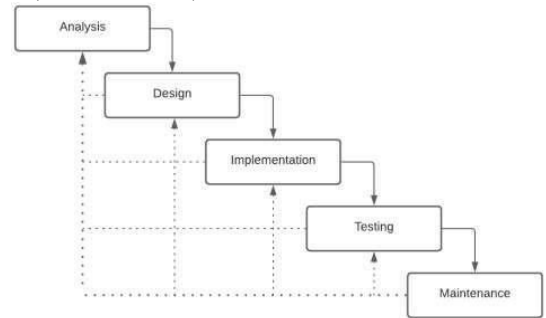 Analysis
Design
Implementation
Testing
Maintenance